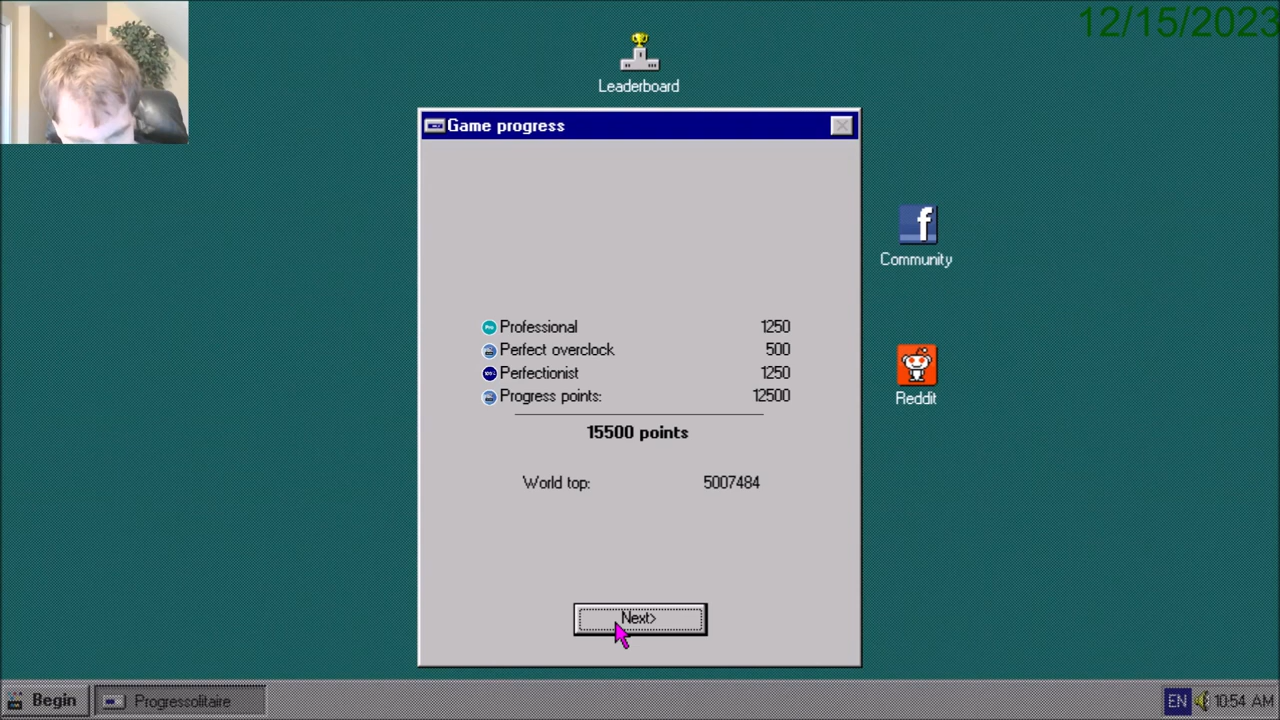 12/15/2023
Leaderboard
Game progress
Community
Professional 1250
Perfect overclock 500
Perfectionist 1250
Progress points: 12500
15500 points
Reddit
World top: 5007484
Next>
Begin
Progressolitaire
EN
10:54 AM